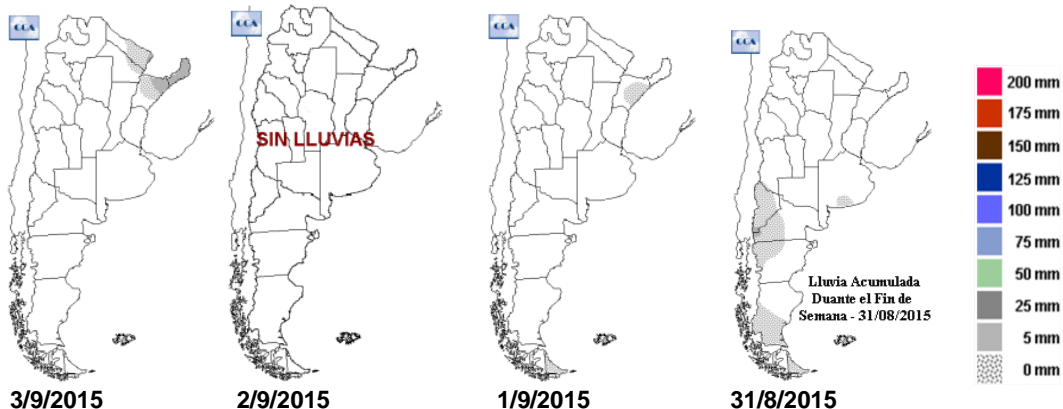 CCA
CCA
CCA
CCA
SIN LLUVIAS
Lluvia Acumulada
Duante el Fin de
Semana - 31/08/2015
200 mm
175 mm
150 mm
125 mm
100 mm
75 mm
50 mm
25 mm
5 mm
0 mm
3/9/2015
2/9/2015
1/9/2015
31/8/2015